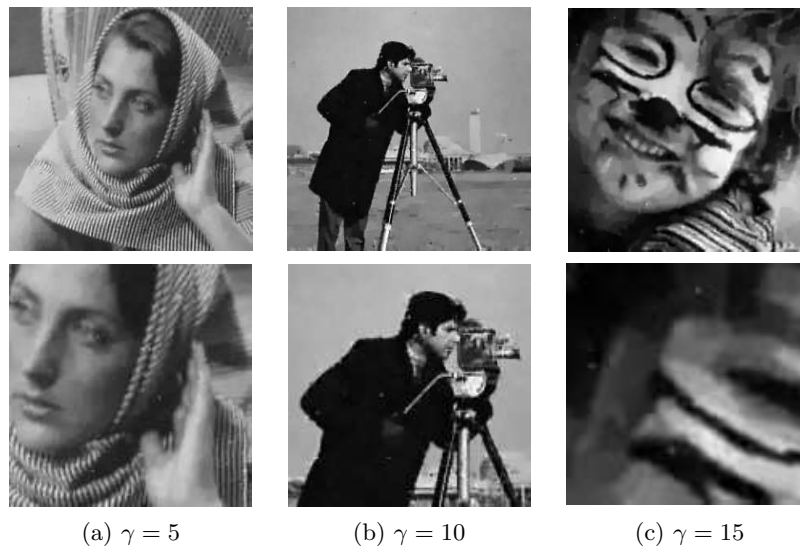 (a) γ = 5
(b) γ = 10
(c) γ = 15